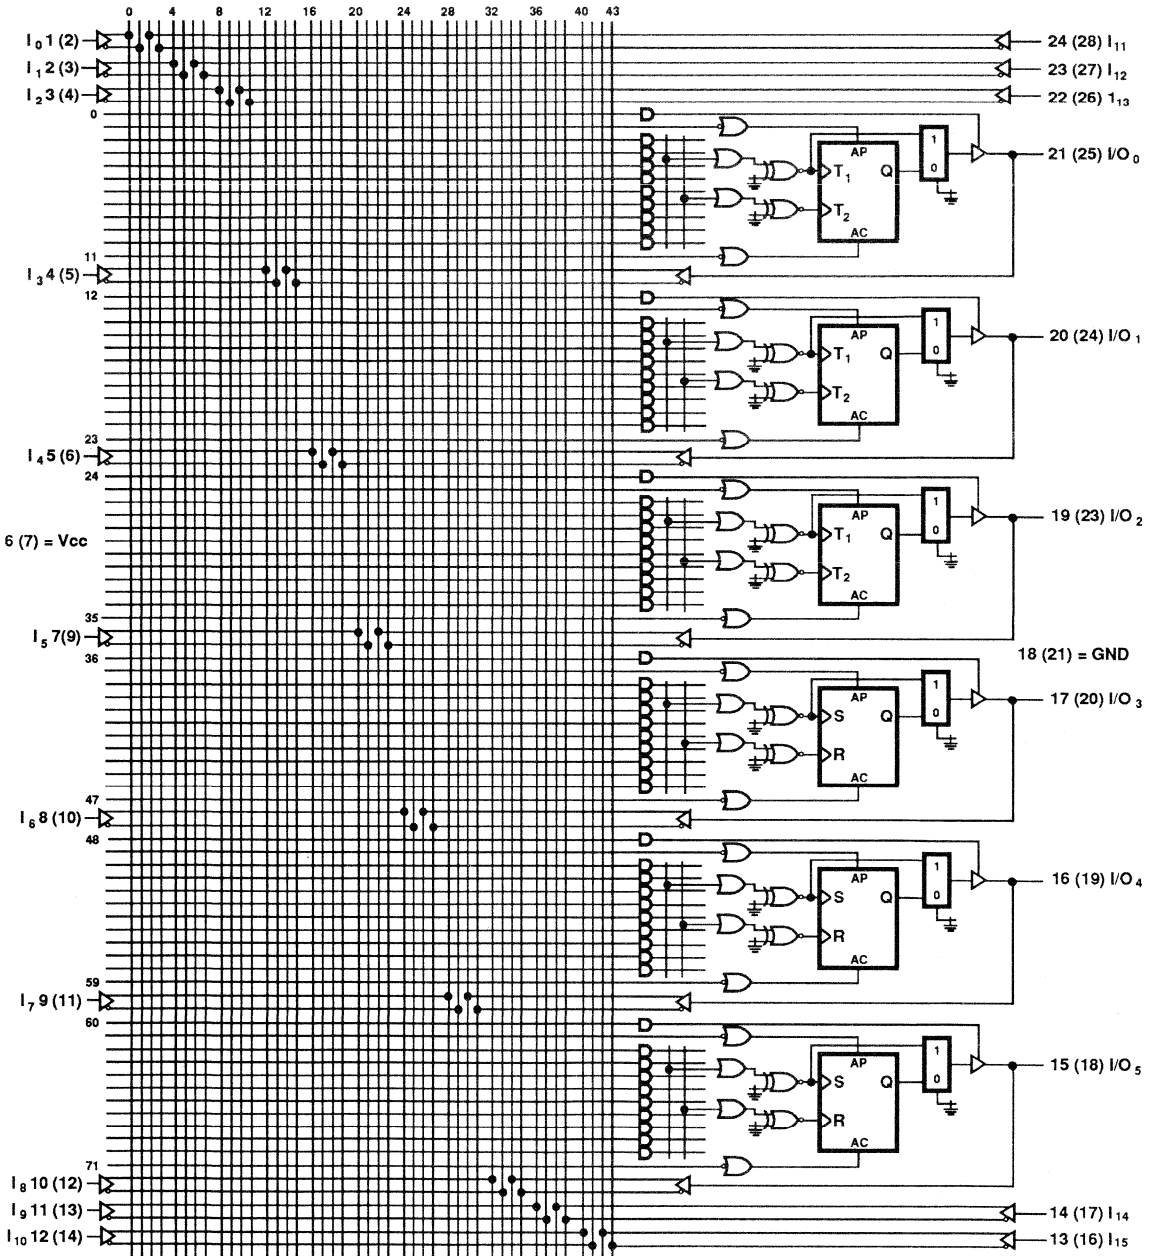 0 4 8 12 16 20 24 28 32 36 40 43
I0 1 (2)
24 (28) I11
I1 2 (3)
23 (27) I12
I2 3 (4)
22 (26) 113
0
AP
1
0
T1 Q
21 (25) I/O0
T2
AC
11
I3 4 (5)
12
AP
1
0
T1 Q
20 (24) I/O1
T2
AC
23
I4 5 (6)
24
AP
1
0
T1 Q
19 (23) I/O2
6 (7) = Vcc
T2
AC
35
I5 7(9)
36
18 (21) = GND
AP
1
0
S Q
17 (20) I/O3
R
AC
47
I6 8 (10)
48
AP
1
0
S Q
16 (19) I/O4
R
AC
59
I7 9 (11)
60
AP
1
0
S Q
15 (18) I/O5
R
AC
71
I8 10 (12)
I9 11 (13)
14 (17) I14
I10 12 (14)
13 (16) I15